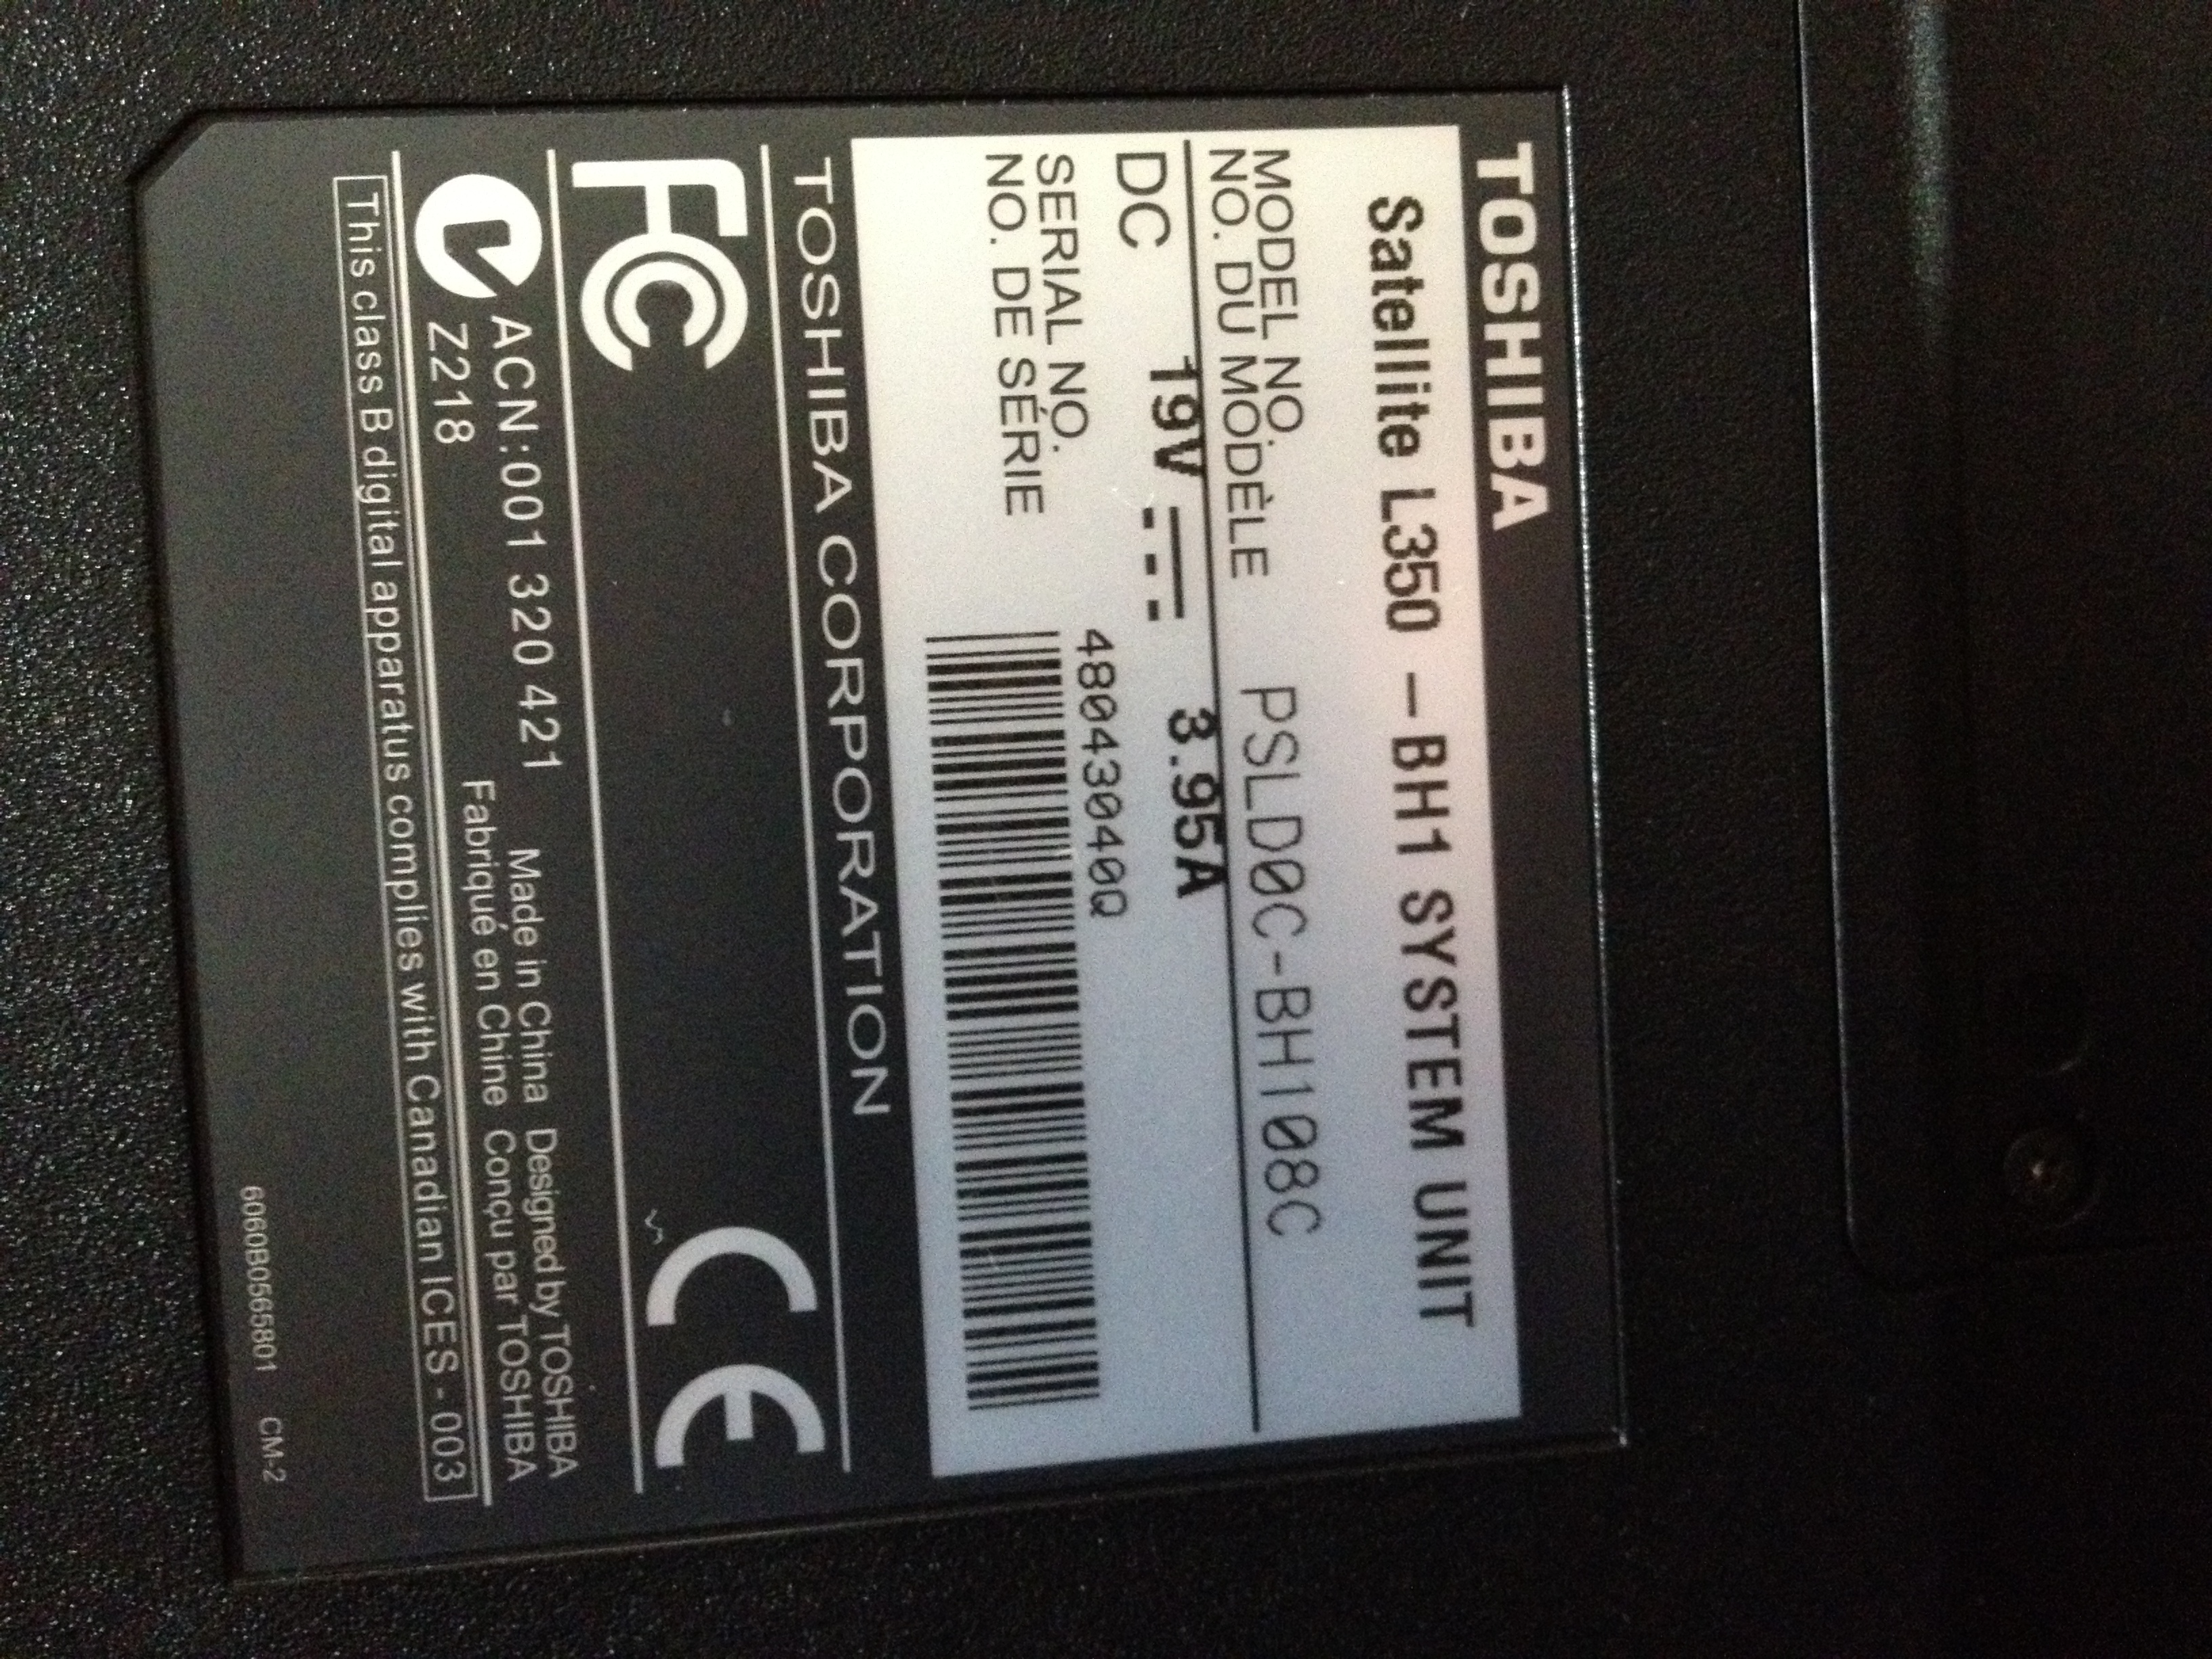 TOSHIBA
Satellite L350 -BH1 SYSTEM UNIT
MODEL NO.
NO. DU MODÈLE PSLD0C-BH108C
DC 19V 3.95A
SERIAL NO.
NO. DE SÉRIE
48043040Q
TOSHIBA CORPORATION
FC CE
ACN:001 320 421 Made in China Designed by TOSHIBA
Z218 Fabriqué en Chine Conçu par TOSHIBA
This class B digital apparatus complies with Canadian ICES-003
6060B0565801 CM-2